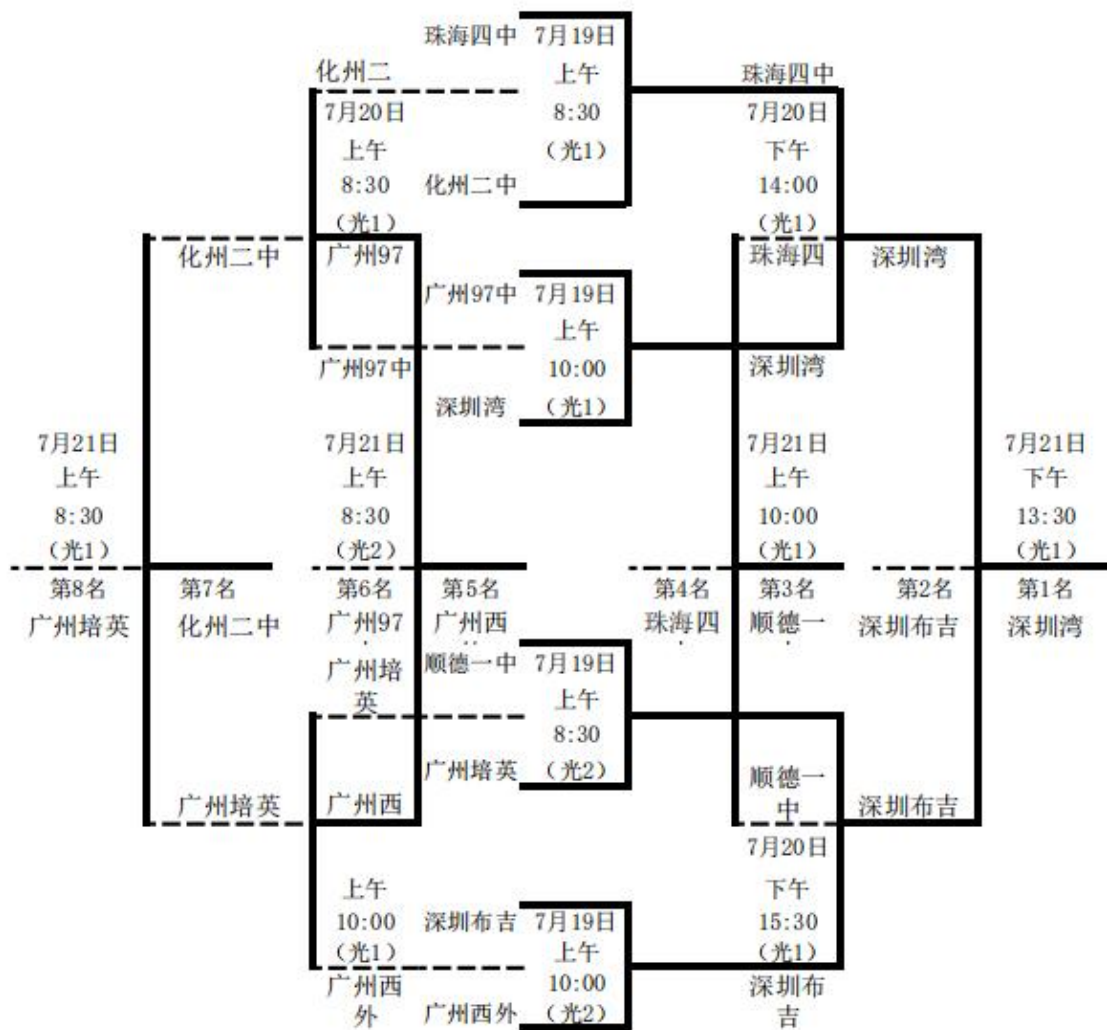 珠海四中
7月19日
上午
8:30
(光1)
化州二中
化州二
7月20日
上午
8:30
(光1)
珠海四中
7月20日
下午
14:00
(光1)
化州二中
广州97
珠海四
深圳湾
广州97中
7月19日
上午
10:00
(光1)
深圳湾
广州97中
深圳湾
7月21日
上午
8:30
(光1)
7月21日
上午
8:30
(光2)
7月21日
上午
10:00
(光1)
7月21日
下午
13:30
(光1)
第8名
第7名
第6名
第5名
第4名
第3名
第2名
第1名
广州培英
化州二中
广州97
广州西
珠海四
顺德一
深圳布吉
深圳湾
广州培
英
顺德一中
7月19日
上午
8:30
(光2)
广州培英
广州培英
广州西
顺德一
中
深圳布吉
7月20日
下午
15:30
(光1)
上午
10:00
(光1)
深圳布吉
7月19日
上午
10:00
(光2)
广州西外
广州西
外
深圳布
吉